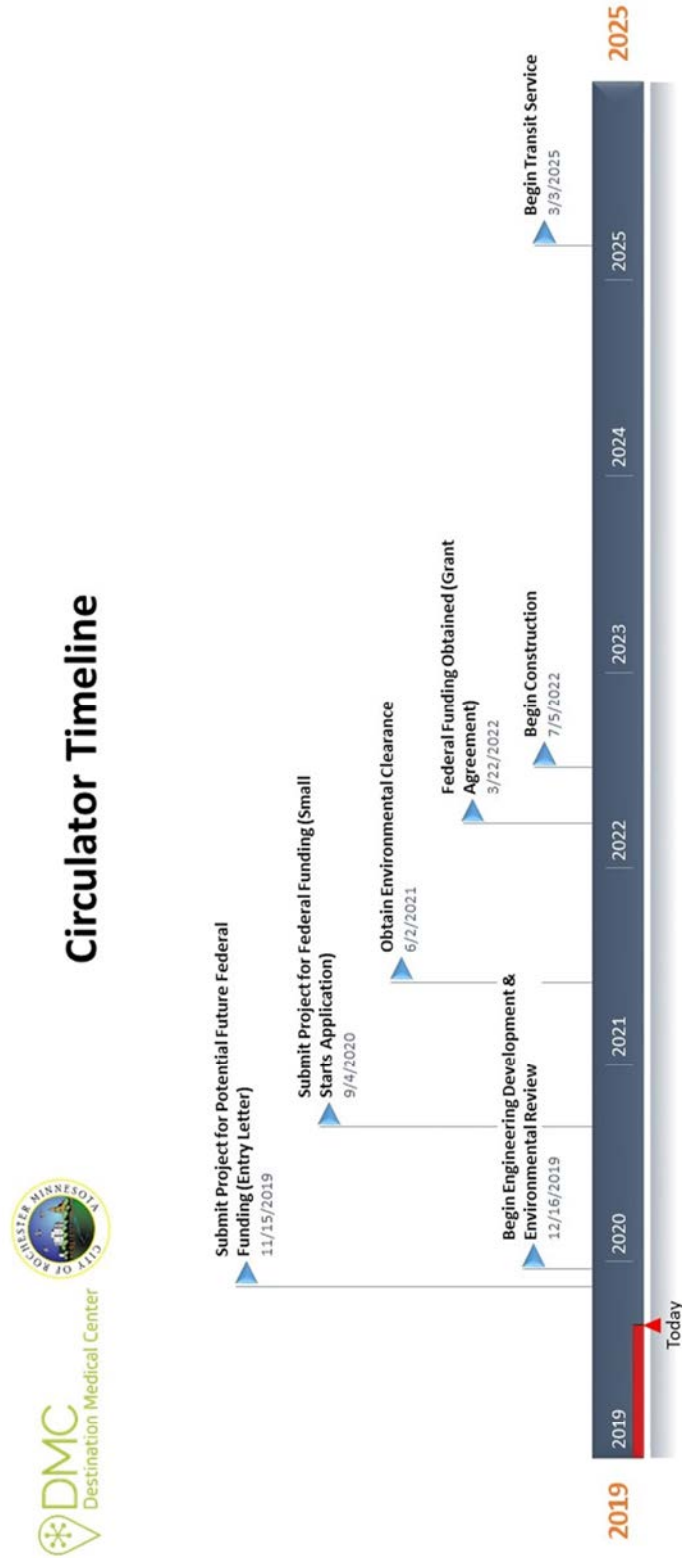 DMC
Destination Medical Center
CITY OF ROCHESTER MINNESOTA
Circulator Timeline
Submit Project for Potential Future Federal
Funding (Entry Letter)
11/15/2019
Submit Project for Federal Funding (Small
Starts Application)
9/4/2020
Obtain Environmental Clearance
6/2/2021
Federal Funding Obtained (Grant
Agreement)
3/22/2022
Begin Engineering Development &
Environmental Review
12/16/2019
Begin Construction
7/5/2022
Begin Transit Service
3/3/2025
2019
2019
2020
2021
2022
2023
2024
2025
2025
Today